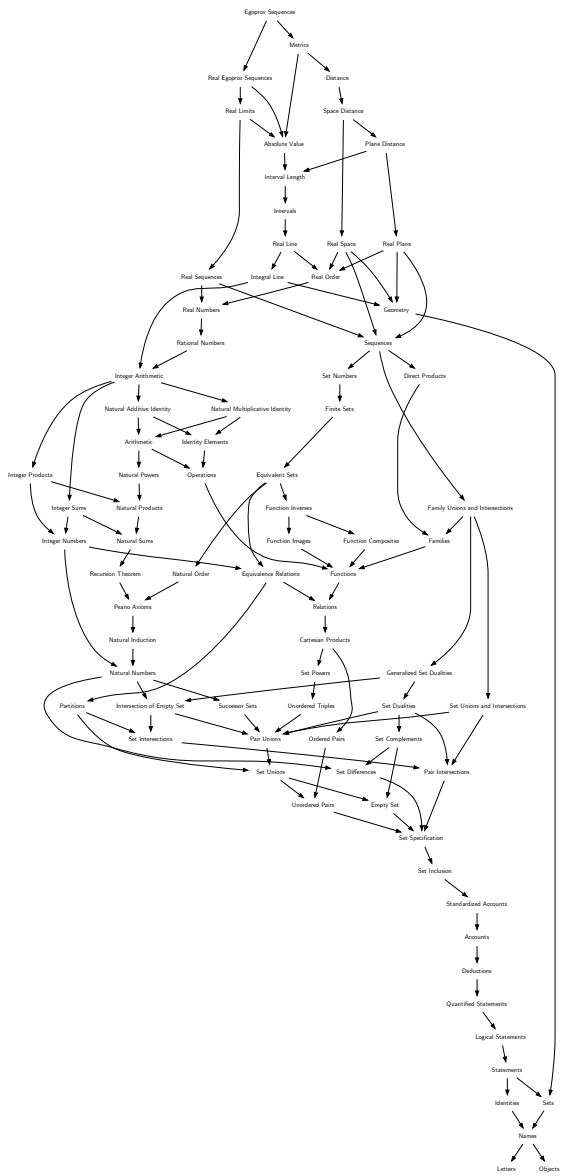 Egoprox Sequences
Metrics
Real Egoprox Sequences
Distance
Real Limits
Space Distance
Absolute Value
Plane Distance
Interval Length
Intervals
Real Line
Real Space
Real Plane
Real Sequences
Integral Line
Real Order
Real Numbers
Geometry
Rational Numbers
Sequences
Integer Arithmetic
Set Numbers
Direct Products
Natural Additive Identity
Natural Multiplicative Identity
Finite Sets
Arithmetic
Identity Elements
Integer Products
Natural Powers
Operations
Equivalent Sets
Integer Sums
Natural Products
Function Inverses
Family Unions and Intersections
Integer Numbers
Natural Sums
Function Images
Function Composites
Families
Recursion Theorem
Natural Order
Equivalence Relations
Functions
Peano Axioms
Relations
Natural Induction
Cartesian Products
Natural Numbers
Set Powers
Generalized Set Dualities
Partitions
Intersection of Empty Set
Successor Sets
Unordered Triples
Set Dualities
Set Unions and Intersections
Set Intersections
Pair Unions
Ordered Pairs
Set Complements
Set Unions
Set Differences
Pair Intersections
Unordered Pairs
Empty Set
Set Specification
Set Inclusion
Standardized Accounts
Accounts
Deductions
Quantified Statements
Logical Statements
Statements
Identities
Sets
Names
Letters
Objects